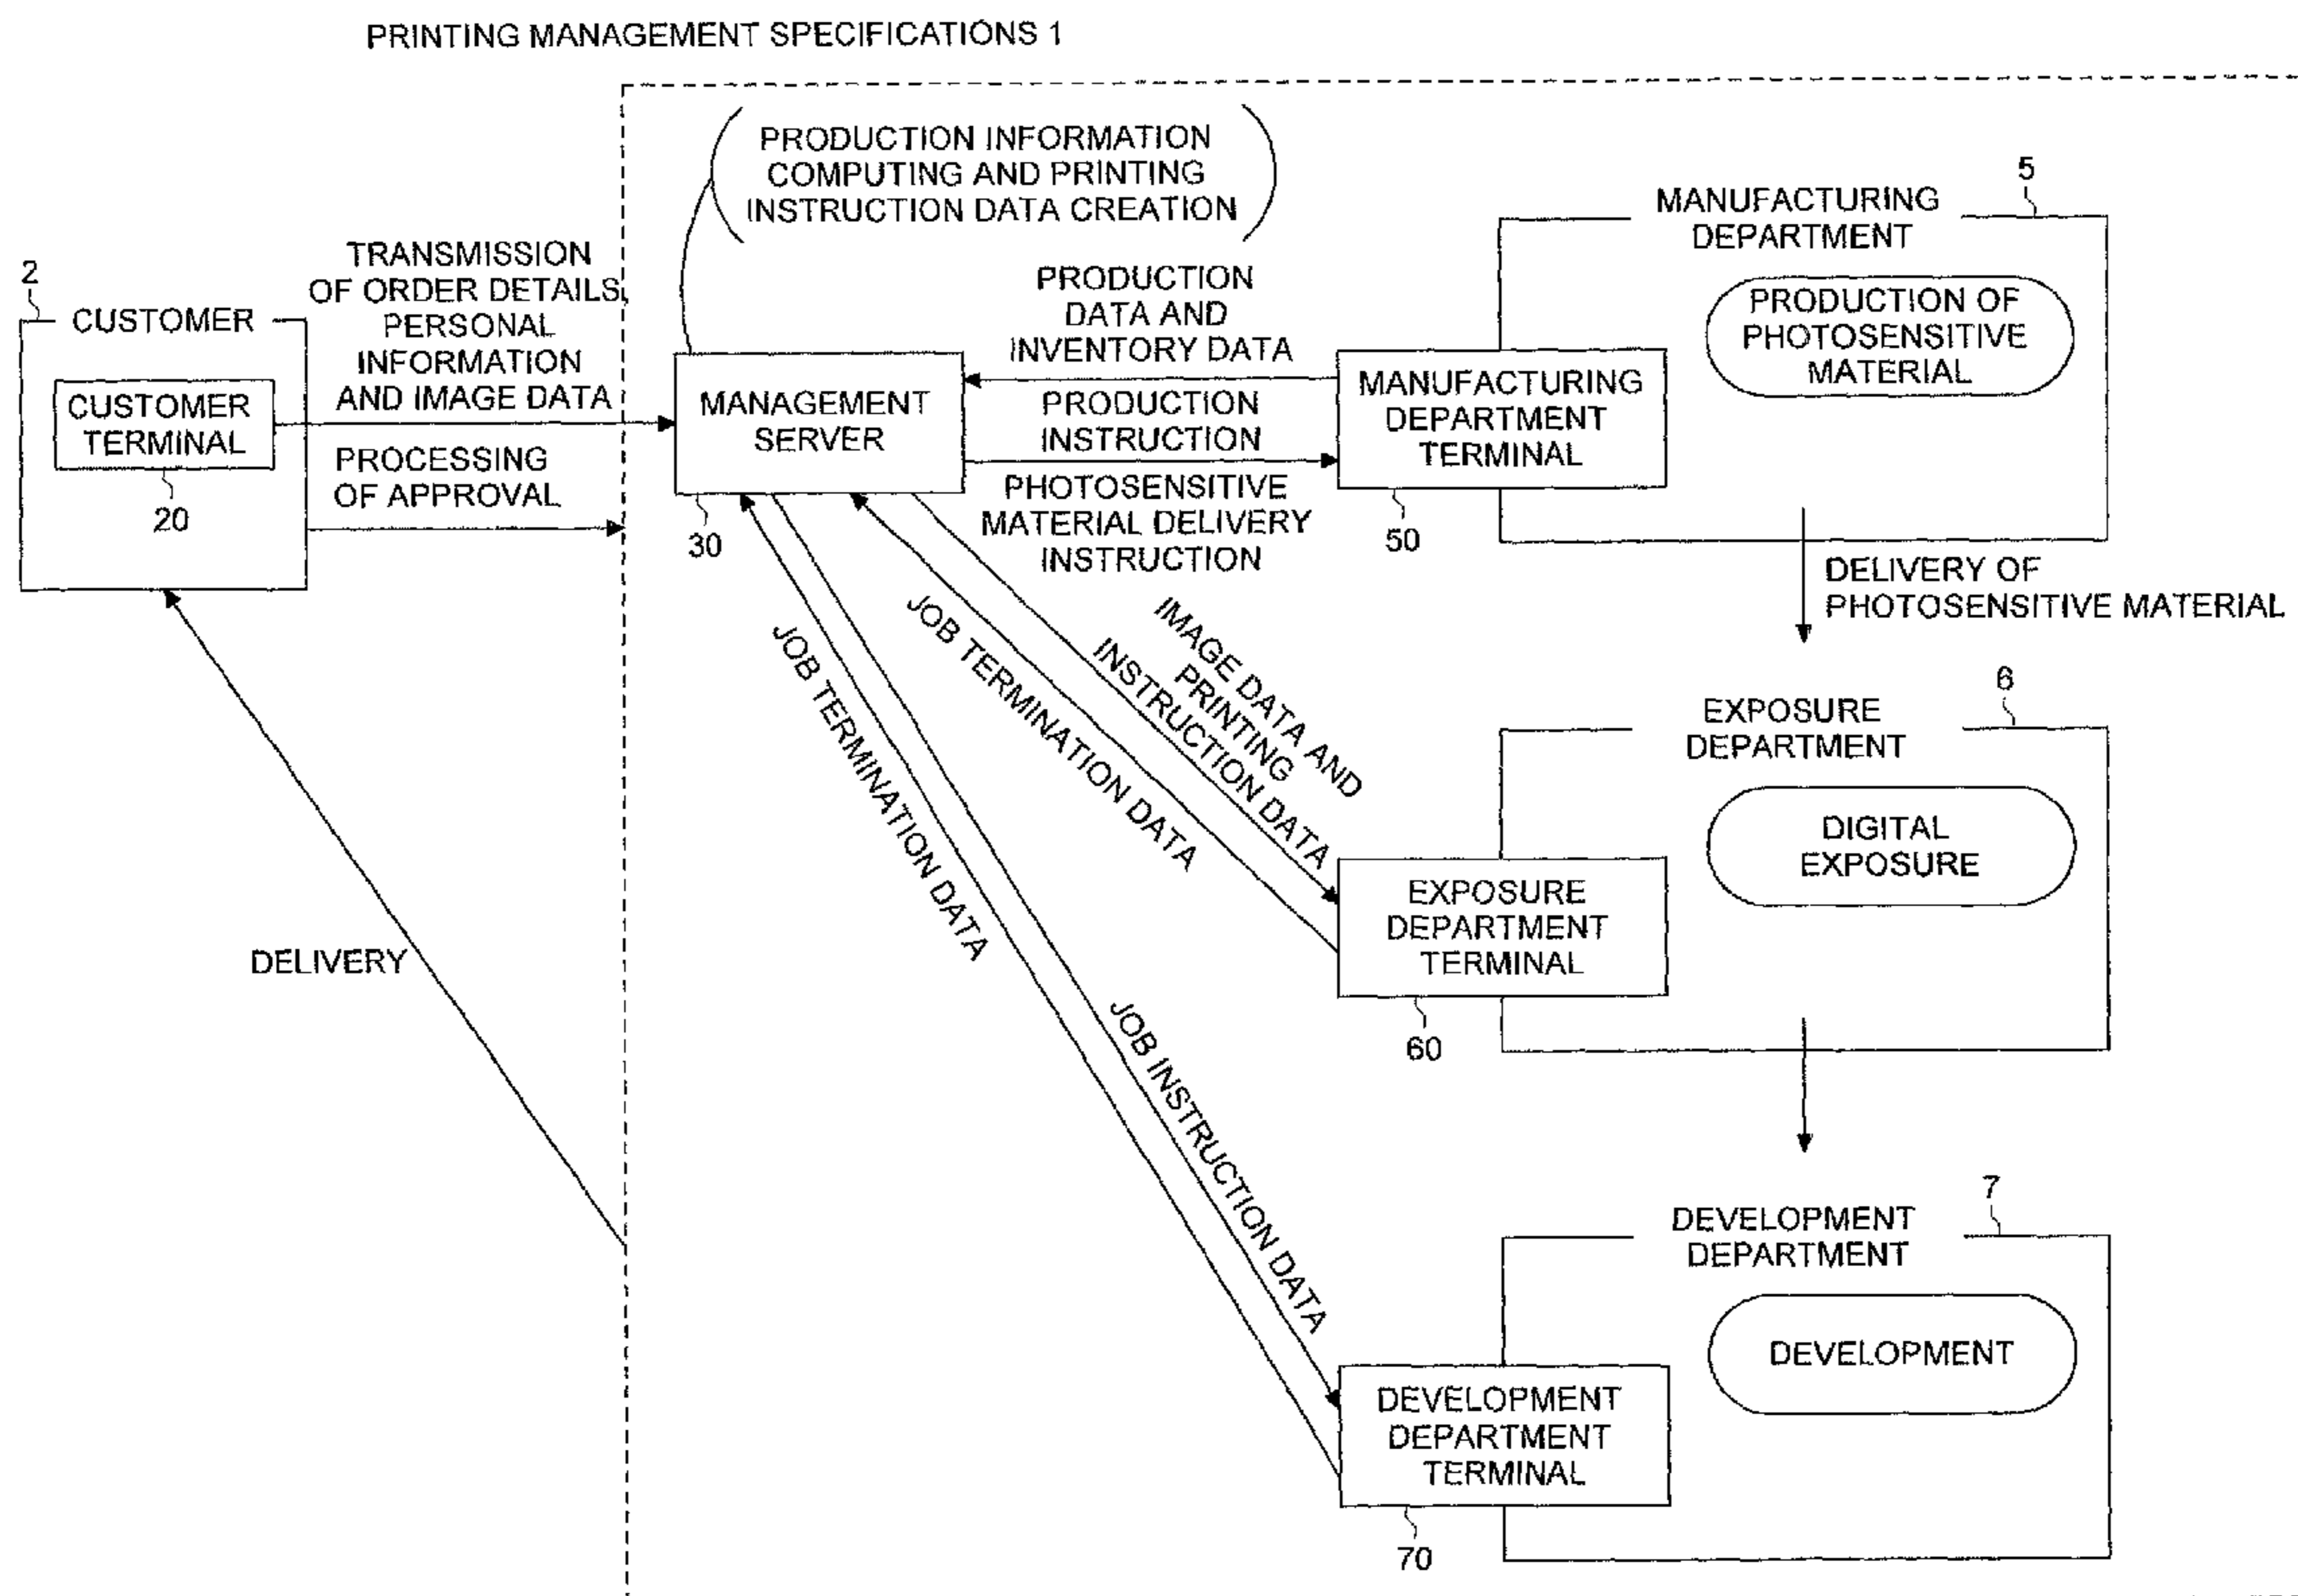 PRINTING MANAGEMENT SPECIFICATIONS 1
PRODUCTION INFORMATION
COMPUTING AND PRINTING
INSTRUCTION DATA CREATION
2
CUSTOMER
CUSTOMER
TERMINAL
20
TRANSMISSION
OF ORDER DETAILS,
PERSONAL
INFORMATION
AND IMAGE DATA
PROCESSING
OF APPROVAL
MANAGEMENT
SERVER
30
PRODUCTION
DATA AND
INVENTORY DATA
PRODUCTION
INSTRUCTION
PHOTOSENSITIVE
MATERIAL DELIVERY
INSTRUCTION
5
MANUFACTURING
DEPARTMENT
PRODUCTION OF
PHOTOSENSITIVE
MATERIAL
MANUFACTURING
DEPARTMENT
TERMINAL
50
DELIVERY OF
PHOTOSENSITIVE MATERIAL
JOB TERMINATION DATA
JOB TERMINATION DATA
IMAGE DATA AND
PRINTING
INSTRUCTION DATA
6
EXPOSURE
DEPARTMENT
DIGITAL
EXPOSURE
EXPOSURE
DEPARTMENT
TERMINAL
60
DELIVERY
JOB INSTRUCTION DATA
7
DEVELOPMENT
DEPARTMENT
DEVELOPMENT
DEVELOPMENT
DEPARTMENT
TERMINAL
70